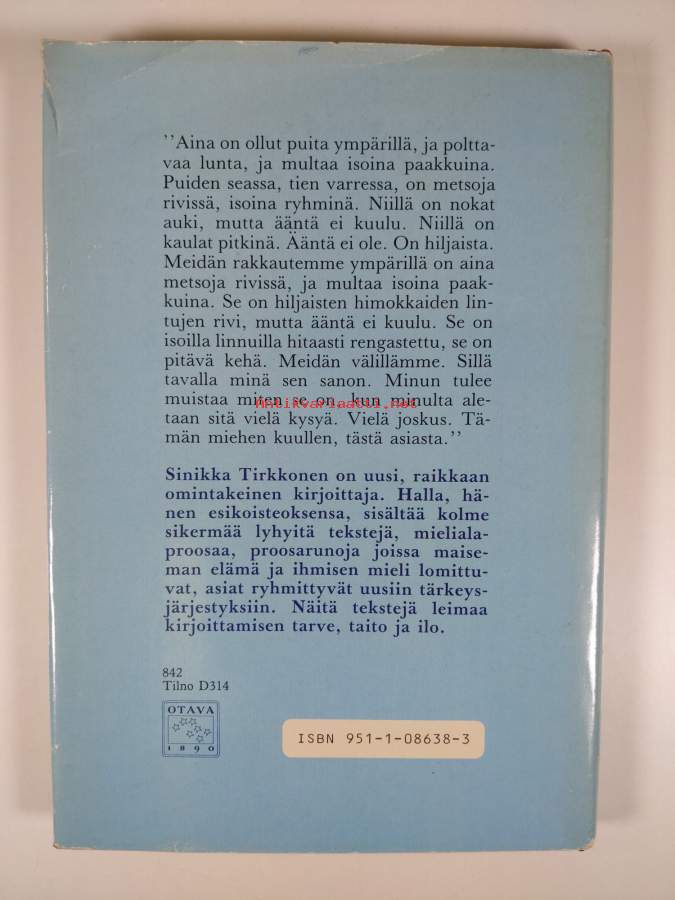 ''Aina on ollut puita ympärillä, ja poltta-
vaa lunta, ja multaa isoina paakkuina.
Puiden seassa, tien varressa, on metsoja
rivissä, isoina ryhminä. Niillä on nokat
auki, mutta ääntä ei kuulu. Niillä on
kaulat pitkinä. Ääntä ei ole. On hiljaista.
Meidän rakkautemme ympärillä on aina
metsoja rivissä, ja multaa isoina paak-
kuina. Se on hiljaisten himokkaiden lin-
tujen rivi, mutta ääntä ei kuulu. Se on
isoilla linnuilla hitaasti rengastettu, se on
pitävä kehä. Meidän välillämme. Sillä
tavalla minä sen sanon. Minun tulee
muistaa miten se on, kun minulta ale-
Antikvariaatti.net
taan sitä vielä kysyä. Vielä joskus. Tä-
män miehen kuullen, tästä asiasta.''
Sinikka Tirkkonen on uusi, raikkaan
omintakeinen kirjoittaja. Halla, hä-
nen esikoisteoksensa, sisältää kolme
sikermää lyhyitä tekstejä, mieliala-
proosaa, proosarunoja joissa maise-
man elämä ja ihmisen mieli lomittu-
vat, asiat ryhmittyvät uusiin tärkeys-
järjestyksiin. Näitä tekstejä leimaa
kirjoittamisen tarve, taito ja ilo.
842
Tilno D314
OTAVA
1890
ISBN 951-1-08638-3